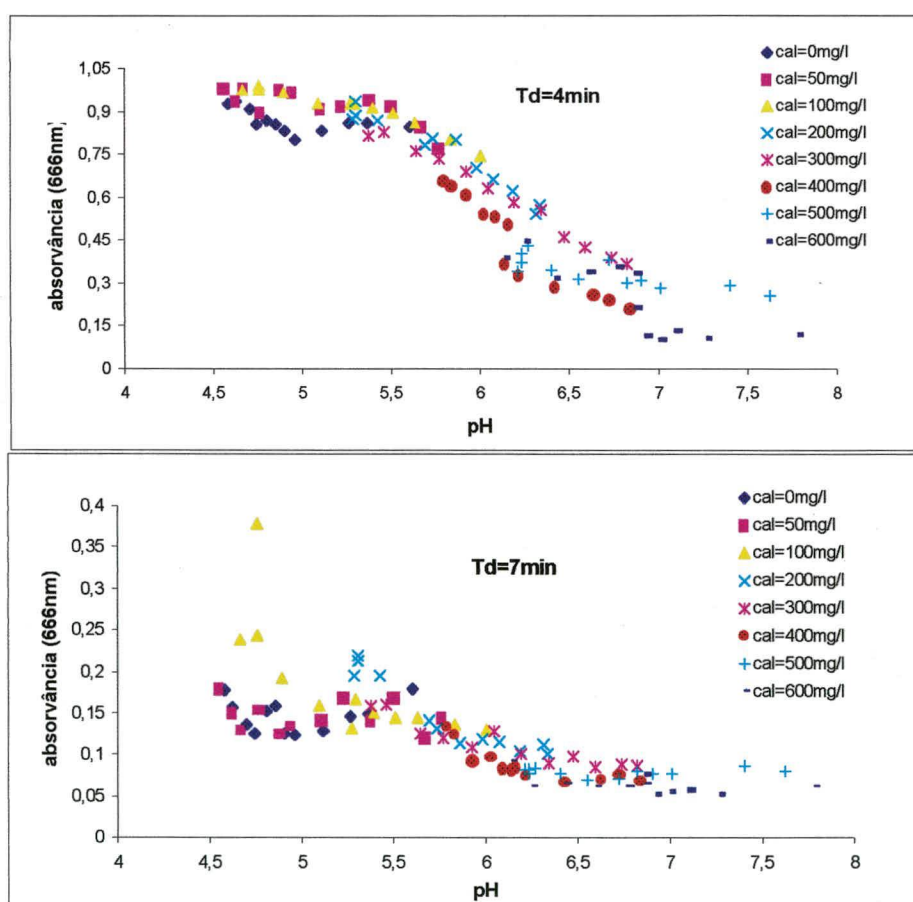 cal=0mg/l
cal=50mg/l
cal=100mg/l
cal=200mg/l
cal=300mg/l
cal=400mg/l
cal=500mg/l
cal=600mg/l
Td=4min
absorvância (666nm)
1,05
0,9
0,75
0,6
0,45
0,3
0,15
0
4
4,5
5
5,5
6
6,5
7
7,5
8
pH
cal=0mg/l
cal=50mg/l
cal=100mg/l
cal=200mg/l
cal=300mg/l
cal=400mg/l
cal=500mg/l
cal=600mg/l
Td=7min
absorvância (666nm)
0,4
0,35
0,3
0,25
0,2
0,15
0,1
0,05
0
4
4,5
5
5,5
6
6,5
7
7,5
8
pH